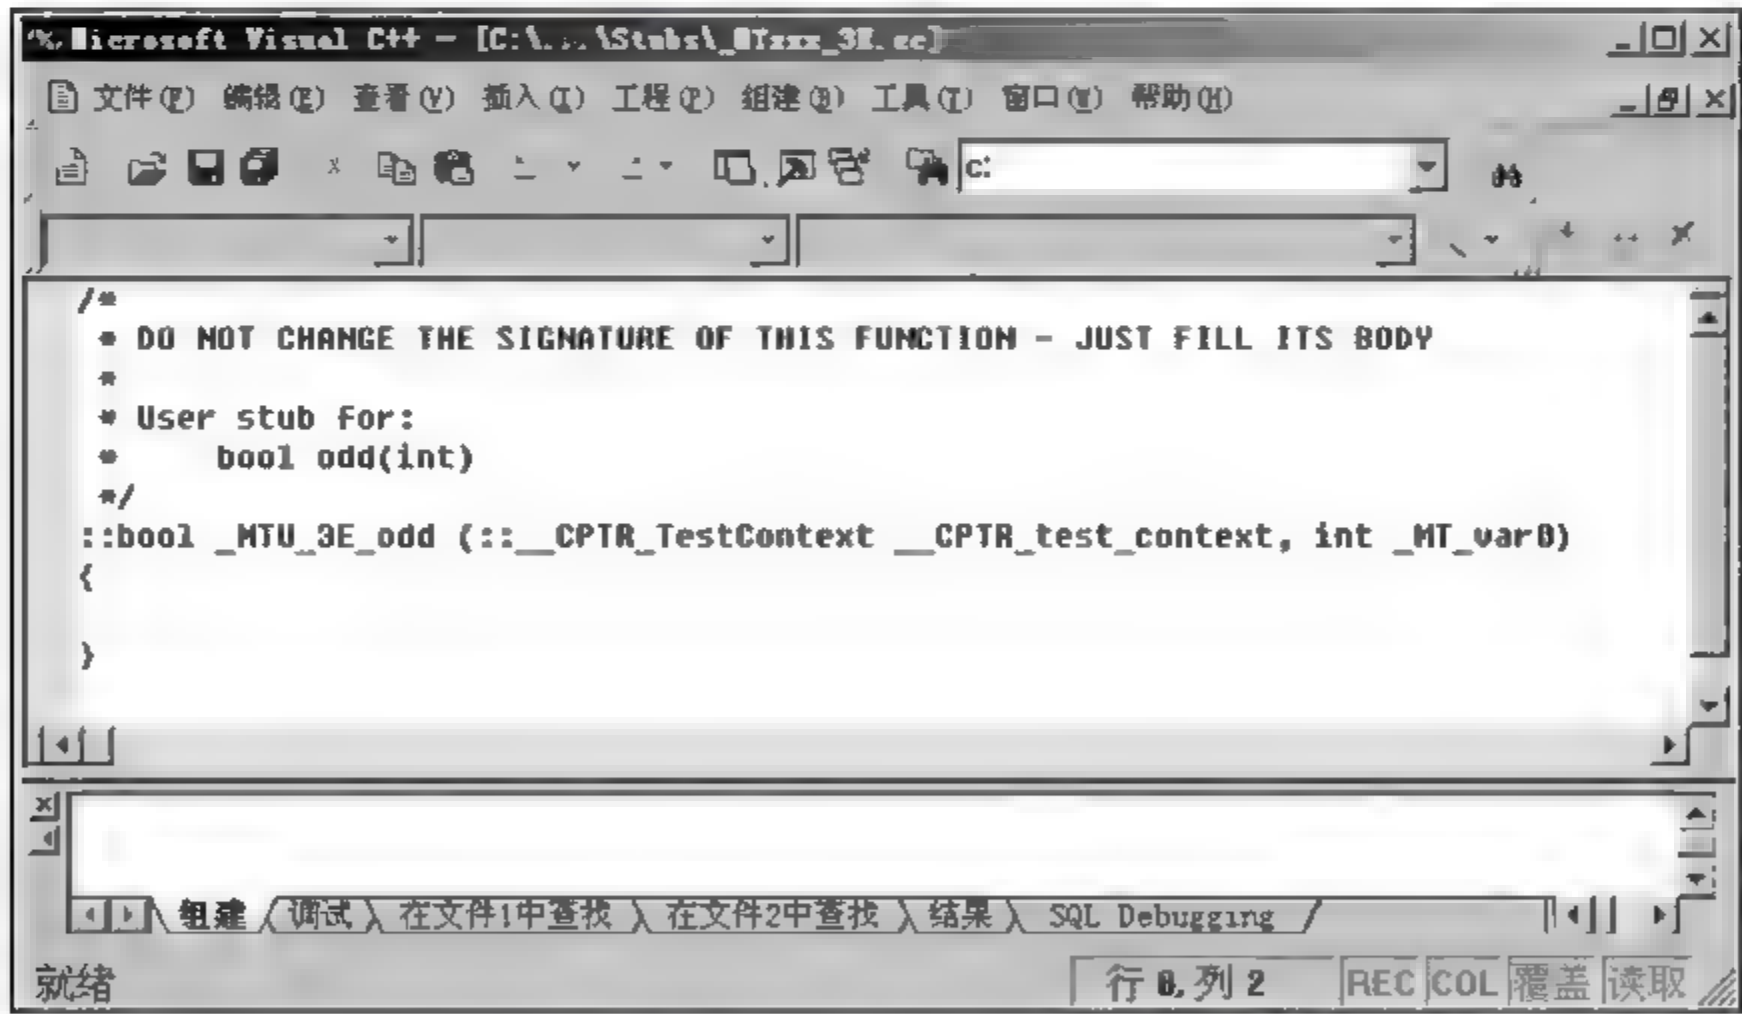 Microsoft Visual C++ - [C:\...\Stubs\_MTxxx_3E.cc]
文件(F) 编辑(E) 查看(V) 插入(I) 工程(P) 组建(B) 工具(T) 窗口(W) 帮助(H)
c:
/*
* DO NOT CHANGE THE SIGNATURE OF THIS FUNCTION - JUST FILL ITS BODY
*
* User stub for:
* bool odd(int)
*/
::bool _MTU_3E_odd (::__CPTR_TestContext __CPTR_test_context, int _MT_var0)
{
}
组建 调试 在文件1中查找 在文件2中查找 结果 SQL Debugging
就绪 行 8, 列 2 REC COL 覆盖 读取